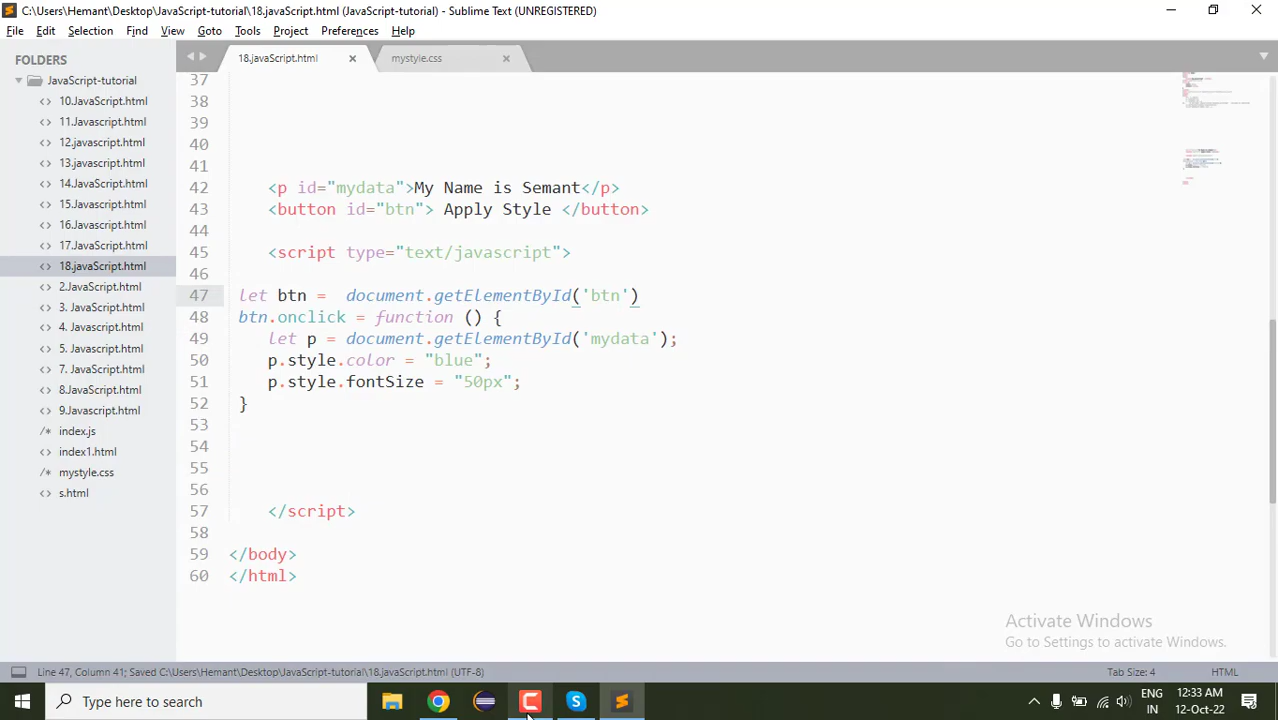 C:\Users\Hemant\Desktop\JavaScript-tutorial\18.javaScript.html (JavaScript-tutorial) - Sublime Text (UNREGISTERED)
File Edit Selection Find View Goto Tools Project Preferences Help
FOLDERS
JavaScript-tutorial
10.JavaScript.html
11.JavaScript.html
12.javascript.html
13.javascript.html
14.JavaScript.html
15.JavaScript.html
16.JavaScript.html
17.JavaScript.html
18.javaScript.html
2.JavaScript.html
3. JavaScript.html
4. Javascript.html
5. Javascript.html
7. JavaScript.html
8.JavaScript.html
9.Javascript.html
index.js
index1.html
mystyle.css
s.html
18.javaScript.html mystyle.css
37
38
39
40
41
42 <p id="mydata">My Name is Semant</p>
43 <button id="btn"> Apply Style </button>
44
45 <script type="text/javascript">
46
47 let btn =  document.getElementById('btn')
48 btn.onclick = function () {
49 let p = document.getElementById('mydata');
50 p.style.color = "blue";
51 p.style.fontSize = "50px";
52 }
53
54
55
56
57 </script>
58
59 </body>
60 </html>
Activate Windows
Go to Settings to activate Windows.
Line 47, Column 41; Saved C:\Users\Hemant\Desktop\JavaScript-tutorial\18.javaScript.html (UTF-8) Tab Size: 4 HTML
Type here to search
ENG
IN
12:33 AM
12-Oct-22